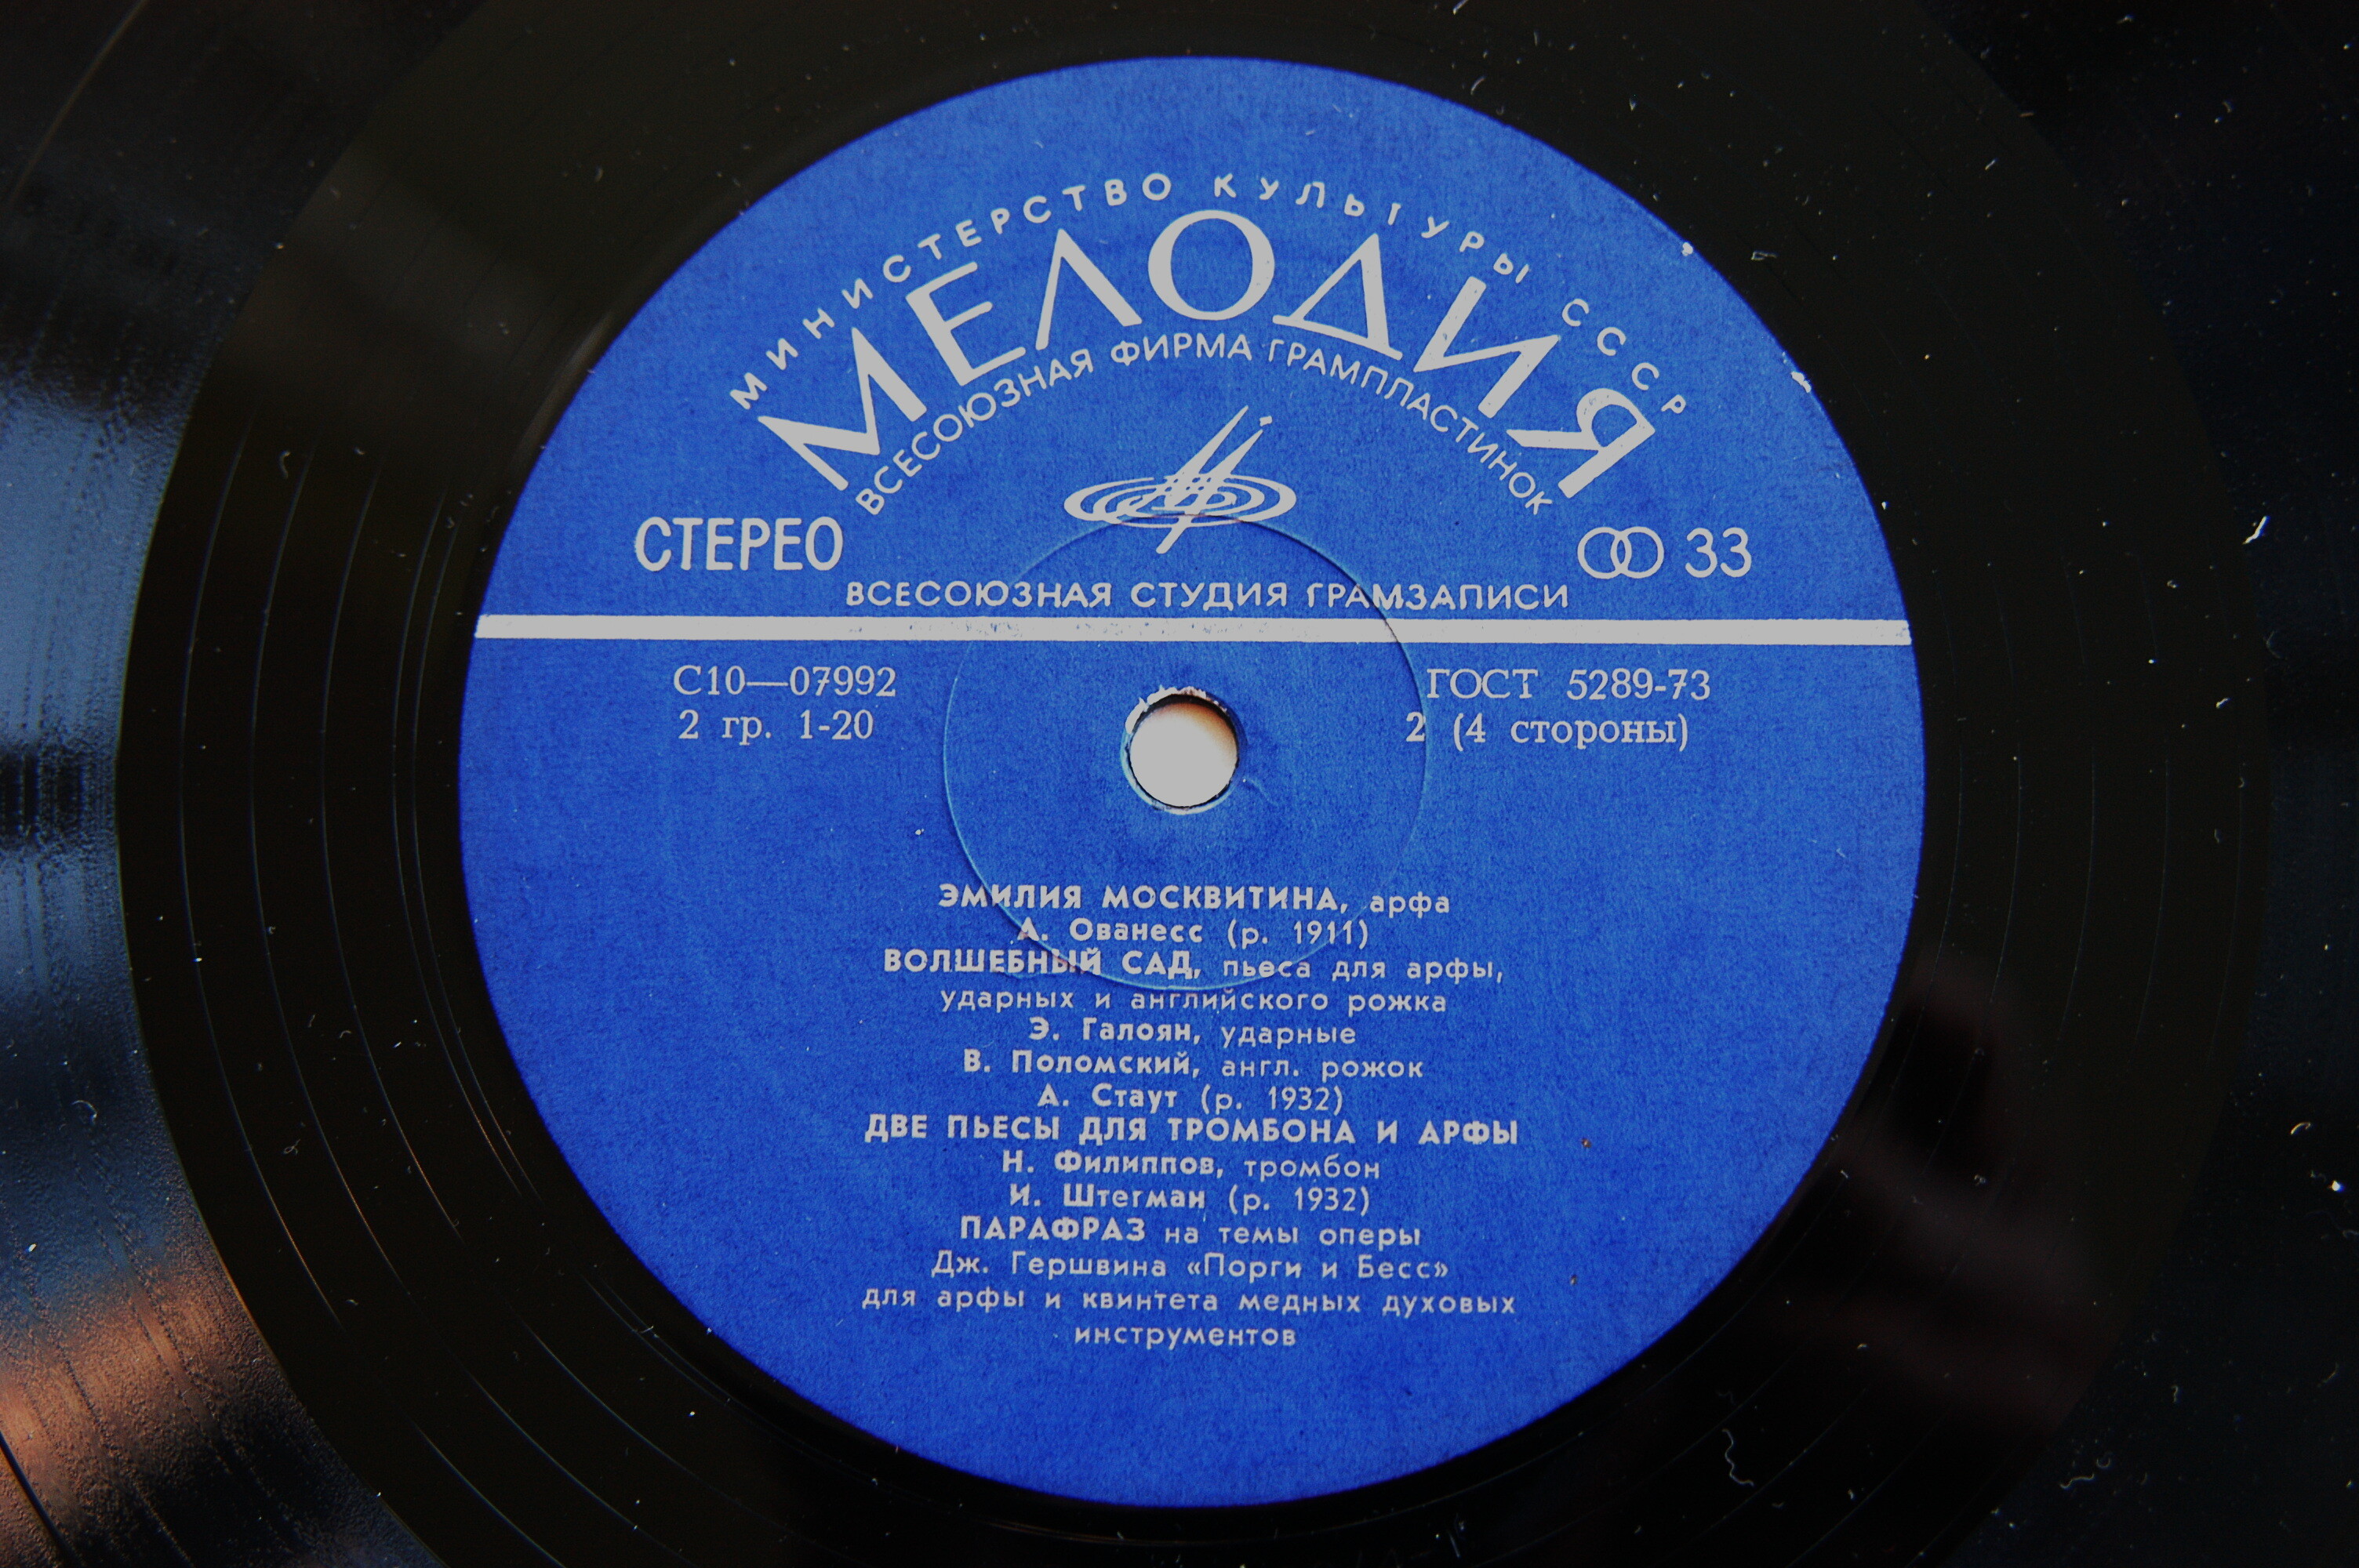 МИНИСТЕРСТВО КУЛЬТУРЫ СССР
МЕЛОДИЯ
ВСЕСОЮЗНАЯ ФИРМА ГРАМПЛАСТИНОК
СТЕРЕО 33
ВСЕСОЮЗНАЯ СТУДИЯ ГРАМЗАПИСИ
С10—07992 ГОСТ 5289-73
2 гр. 1-20 2 (4 стороны)
ЭМИЛИЯ МОСКВИТИНА, арфа
А. Ованесс (р. 1911)
ВОЛШЕБНЫЙ САД, пьеса для арфы,
ударных и английского рожка
Э. Галоян, ударные
В. Поломский, англ. рожок
А. Стаут (р. 1932)
ДВЕ ПЬЕСЫ ДЛЯ ТРОМБОНА И АРФЫ
Н. Филиппов, тромбон
И. Штегман (р. 1932)
ПАРАФРАЗ на темы оперы
Дж. Гершвина «Порги и Бесс»
для арфы и квинтета медных духовых
инструментов